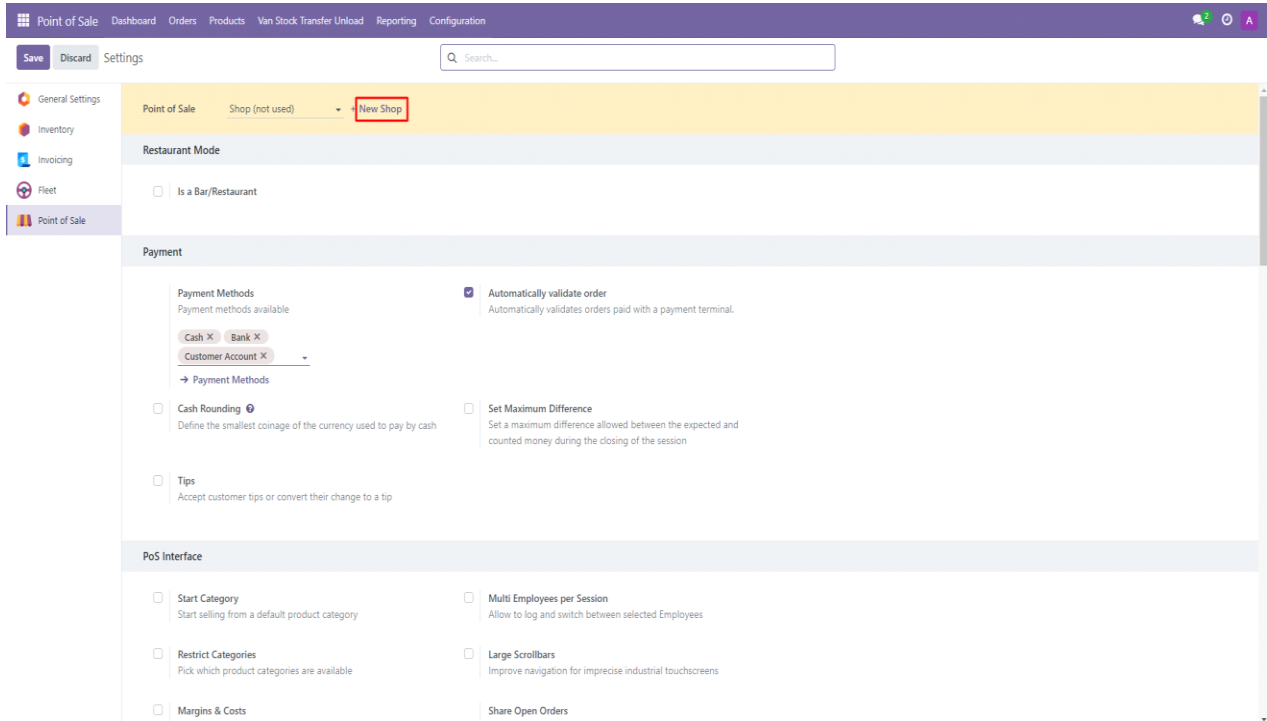 Point of Sale Dashboard Orders Products Van Stock Transfer Unload Reporting Configuration 2 A
Save Discard Settings Search...
General Settings
Inventory
Invoicing
Fleet
Point of Sale
Point of Sale Shop (not used) + New Shop
Restaurant Mode
Is a Bar/Restaurant
Payment
Payment Methods
Payment methods available
Cash × Bank ×
Customer Account ×
→ Payment Methods
Automatically validate order
Automatically validates orders paid with a payment terminal.
Cash Rounding ?
Define the smallest coinage of the currency used to pay by cash
Set Maximum Difference
Set a maximum difference allowed between the expected and
counted money during the closing of the session
Tips
Accept customer tips or convert their change to a tip
PoS Interface
Start Category
Start selling from a default product category
Multi Employees per Session
Allow to log and switch between selected Employees
Restrict Categories
Pick which product categories are available
Large Scrollbars
Improve navigation for imprecise industrial touchscreens
Margins & Costs
Share Open Orders